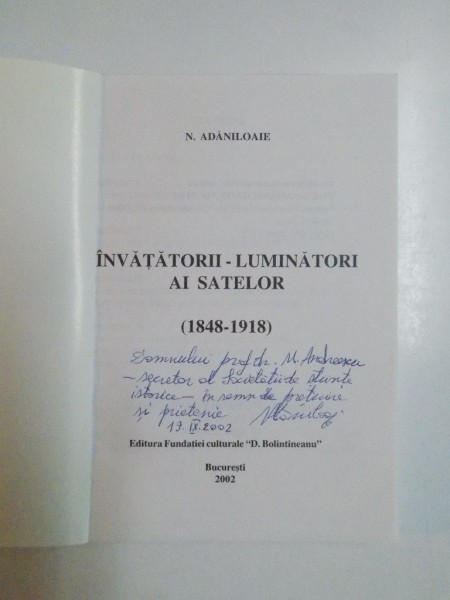 N. ADĂNILOAIE
ÎNVĂȚĂTORII - LUMINĂTORI
AI SATELOR
(1848-1918)
Domnului prof. dr. M. Andreescu
- secretar al Societății de Științe
istorice - în semn de prețuire
și prietenie
17.IX.2002
Editura Fundației culturale "D. Bolintineanu"
București
2002